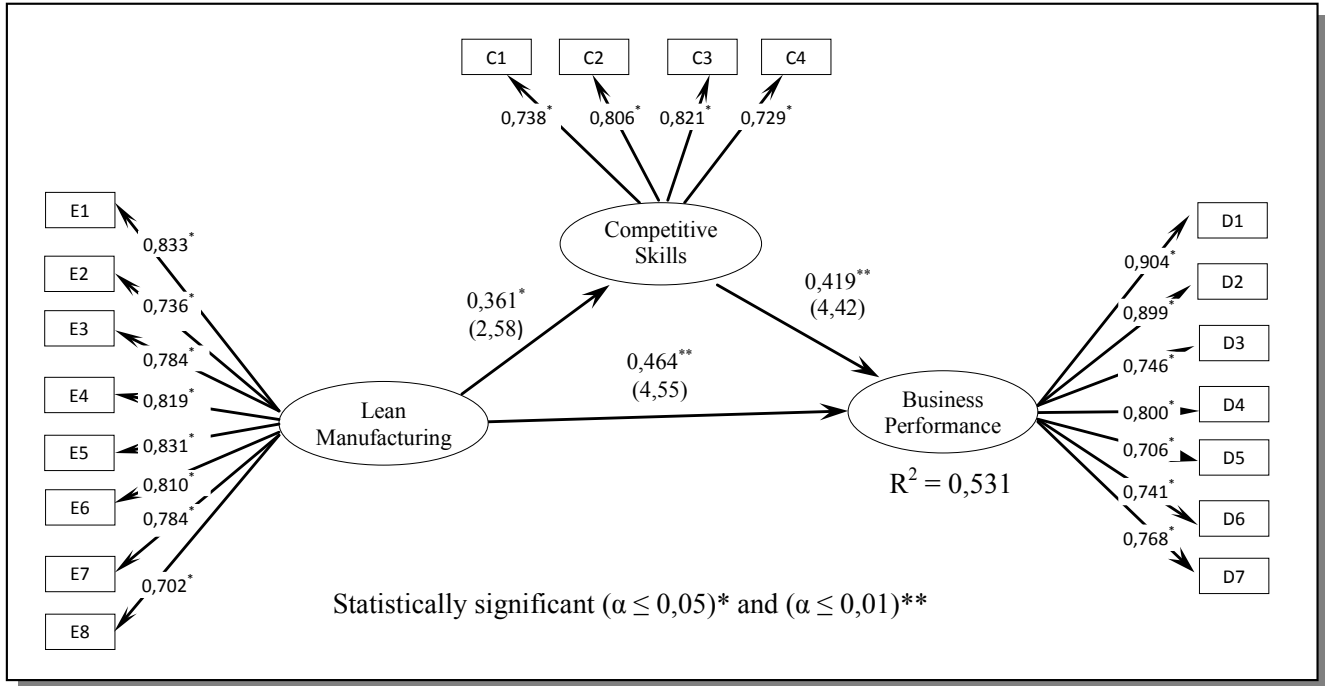 C1
C2
C3
C4
0,738*
0,806*
0,821*
0,729*
Competitive
Skills
E1
E2
E3
E4
E5
E6
E7
E8
0,833*
0,736*
0,784*
0,819*
0,831*
0,810*
0,784*
0,702*
Lean
Manufacturing
0,361*
(2,58)
0,419**
(4,42)
0,464**
(4,55)
Business
Performance
R² = 0,531
0,904*
0,899*
0,746*
0,800*
0,706*
0,741*
0,768*
D1
D2
D3
D4
D5
D6
D7
Statistically significant (α ≤ 0,05)* and (α ≤ 0,01)**